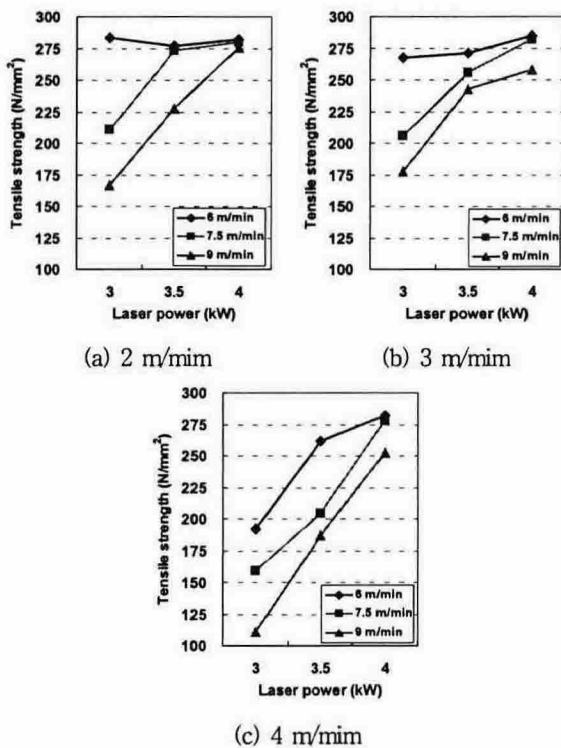 Tensile strength (N/mm²)
300
275
250
225
200
175
150
125
100
6 m/min
7.5 m/min
9 m/min
3 3.5 4
Laser power (kW)
(a) 2 m/mim
Tensile strength (N/mm²)
300
275
250
225
200
175
150
125
100
6 m/min
7.5 m/min
9 m/min
3 3.5 4
Laser power (kW)
(b) 3 m/mim
Tensile strength (N/mm²)
300
275
250
225
200
175
150
125
100
6 m/min
7.5 m/min
9 m/min
3 3.5 4
Laser power (kW)
(c) 4 m/mim